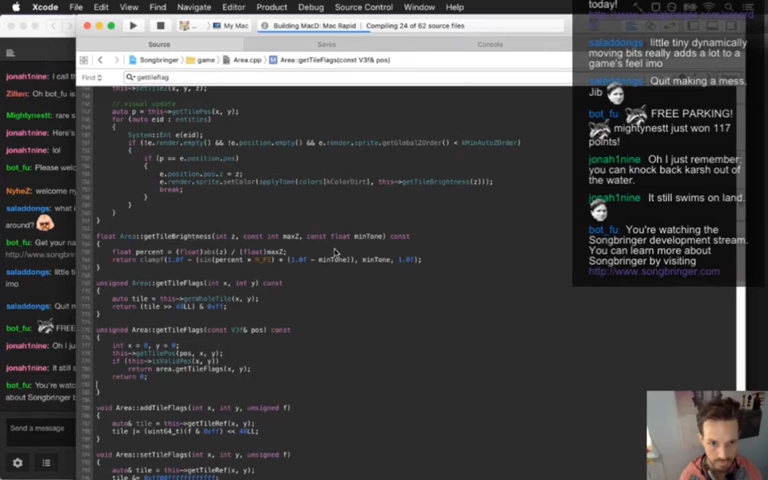 Xcode File Edit View Find Navigate Editor Product Debug Source Control Window Help
My Mac
Building MacD: Mac Rapid
Compiling 24 of 62 source files
Source
Saves
Console
Songbringer
game
Area.cpp
Area::getTileFlags(const V3f& pos)
Find
gettileflag
jonah1nine: I call t
Zilten: Oh bot_fu is
Mightynestt: rare s
jonah1nine: Here's
jonah1nine: lol
bot_fu: Please welc
NyheZ: welcome ny
saladdongs: what i
around?
bot_fu: Get your na
http://www.songbrin
saladdongs: little ti
imo
saladdongs: Quit m
bot_fu: FREE
jonah1nine: Oh I jus
jonah1nine: It still s
bot_fu: You're watc
about Songbringer b
Send a message
// visual update
auto p = this->getTilePos(x, y);
for (auto eid : entities)
{
System::Ent e(eid);
if (!e.render.empty() && !e.position.empty() && e.render.sprite.getGlobalZOrder() < kMinAutoZOrder)
{
if (p == e.position.pos)
{
e.position.pos.z = z;
e.render.sprite.setColor(applyTone(colors[kColorDirt], this->getTileBrightness(z)));
break;
}
}
}
}
float Area::getTileBrightness(int z, const int maxZ, const float minTone) const
{
float percent = (float)abs(z) / (float)maxZ;
return clampf(1.0f - (sin(percent * M_PI) * (1.0f - minTone)), minTone, 1.0f);
}
unsigned Area::getTileFlags(int x, int y) const
{
auto tile = this->getWholeTile(x, y);
return (tile >> 48LL) & 0xff;
}
unsigned Area::getTileFlags(const V3f& pos) const
{
int x = 0, y = 0;
this->getTilePos(pos, x, y);
if (this->isValidPos(x, y))
return area.getTileFlags(x, y);
return 0;
}
void Area::addTileFlags(int x, int y, unsigned f)
{
auto& tile = this->getTileRef(x, y);
tile |= (uint64_t)(f & 0xff) << 48LL;
}
void Area::setTileFlags(int x, int y, unsigned f)
{
auto& tile = this->getTileRef(x, y);
today!
saladdongs little tiny dynamically
moving bits really adds a lot to a
game's feel imo
saladdongs Quit making a mess,
Jib
bot_fu FREE PARKING!
mightynestt just won 117
points!
jonah1nine Oh I just remember,
you can knock back karsh out of
the water.
jonah1nine It still swims on land.
bot_fu You're watching the
Songbringer development stream.
You can learn more about
Songbringer by visiting
http://www.songbringer.com